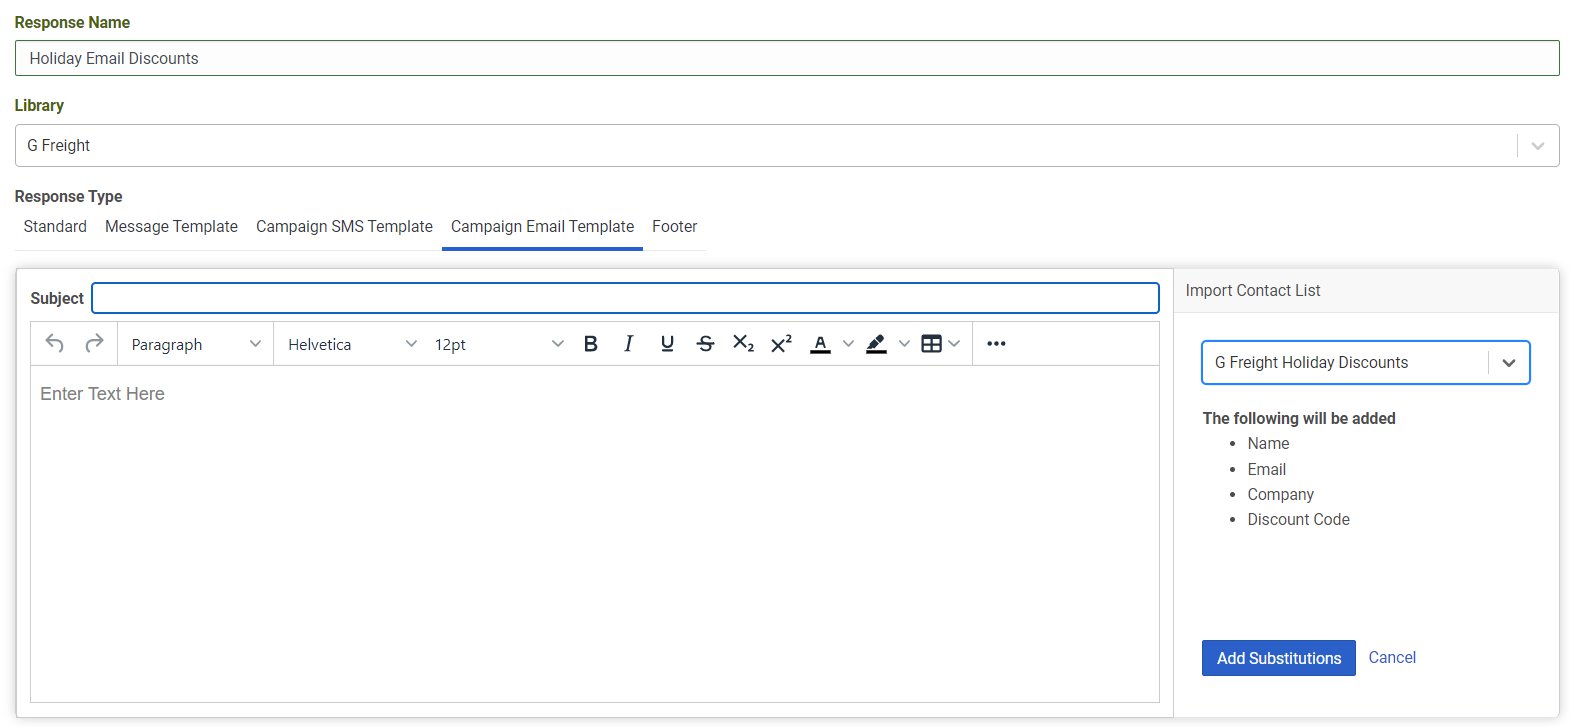 Response Name
Holiday Email Discounts
Library
G Freight
Response Type
Standard Message Template Campaign SMS Template Campaign Email Template Footer
Subject
Paragraph Helvetica 12pt B I U S X2 X2 A
Enter Text Here
Import Contact List
G Freight Holiday Discounts
The following will be added
• Name
• Email
• Company
• Discount Code
Add Substitutions Cancel